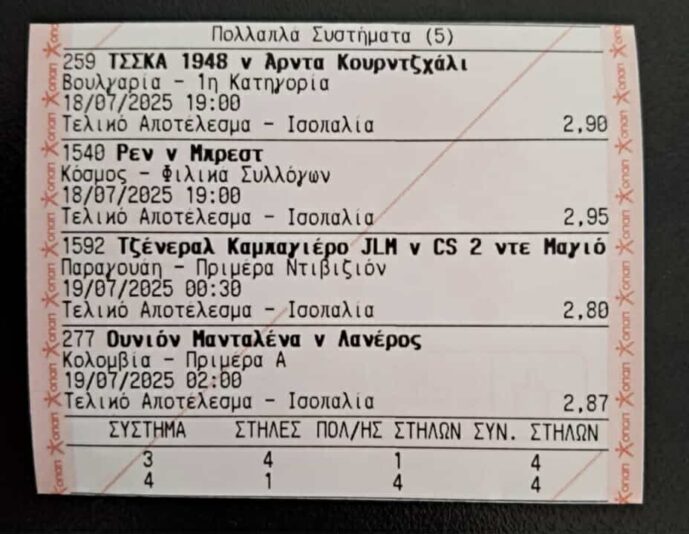 Πολλαπλά Συστήματα (5)
259 ΤΣΣΚΑ 1948 v Άρντα Κουρντζχάλι
Βουλγαρία - 1η Κατηγορία
18/07/2025 19:00
Τελικό Αποτέλεσμα - Ισοπαλία 2,90
1540 Ρεν v Μπρεστ
Κόσμος - Φιλικά Συλλόγων
18/07/2025 19:00
Τελικό Αποτέλεσμα - Ισοπαλία 2,95
1592 Τζένεραλ Καμπαγιέρο JLM v CS 2 ντε Μαγιό
Παραγουάη - Πριμέρα Ντιβιζιόν
19/07/2025 00:30
Τελικό Αποτέλεσμα - Ισοπαλία 2,80
277 Ουνιόν Μανταλένα v Λανέρος
Κολομβία - Πριμέρα Α
19/07/2025 02:00
Τελικό Αποτέλεσμα - Ισοπαλία 2,87
ΣΥΣΤΗΜΑ ΣΤΗΛΕΣ ΠΟΛ/ΗΣ ΣΤΗΛΩΝ ΣΥΝ. ΣΤΗΛΩΝ
3 4 1 4
4 1 4 4